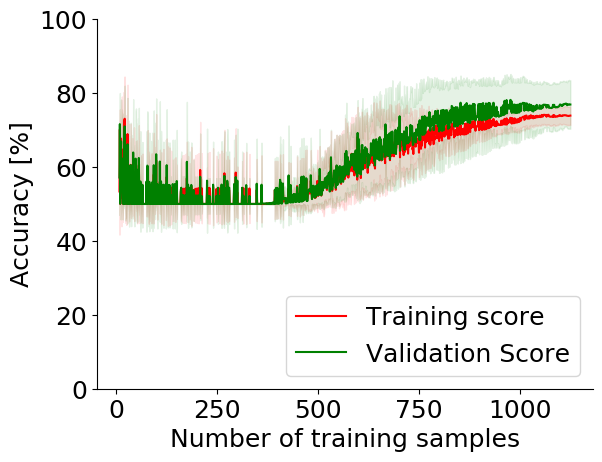 100
80
60
40
20
0
Accuracy [%]
Training score
Validation Score
0 250 500 750 1000
Number of training samples